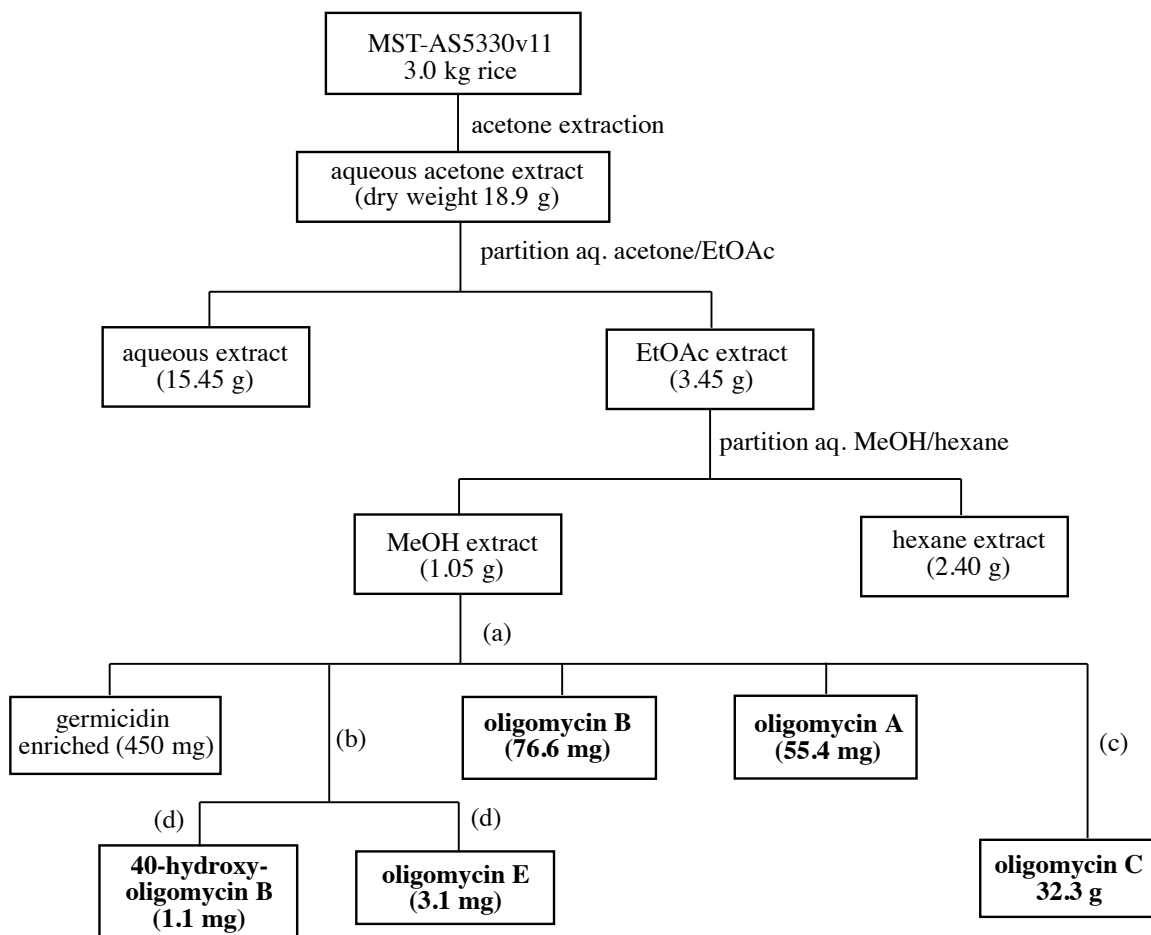 MST-AS5330v11
3.0 kg rice
acetone extraction
aqueous acetone extract
(dry weight 18.9 g)
partition aq. acetone/EtOAc
aqueous extract
(15.45 g)
EtOAc extract
(3.45 g)
partition aq. MeOH/hexane
MeOH extract
(1.05 g)
hexane extract
(2.40 g)
(a)
germicidin
enriched (450 mg)
(b)
oligomycin B
(76.6 mg)
oligomycin A
(55.4 mg)
(c)
(d)
(d)
40-hydroxy-
oligomycin B
(1.1 mg)
oligomycin E
(3.1 mg)
oligomycin C
32.3 g